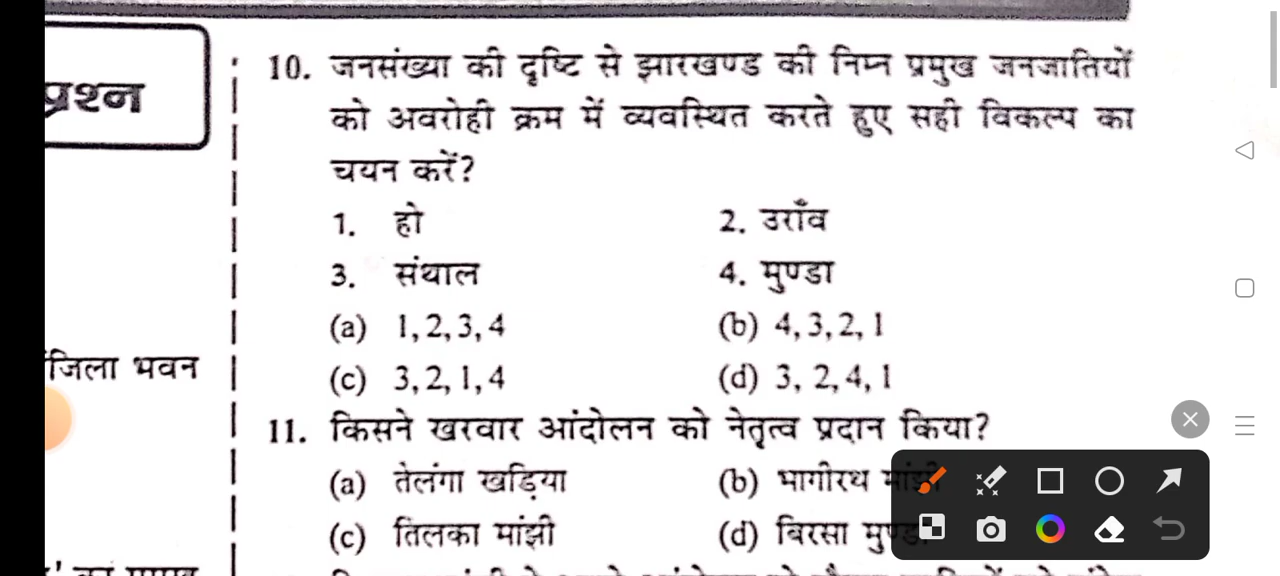 प्रश्न
जिला भवन
10. जनसंख्या की दृष्टि से झारखण्ड की निम्न प्रमुख जनजातियों
को अवरोही क्रम में व्यवस्थित करते हुए सही विकल्प का
चयन करें?
1. हो 2. उराँव
3. संथाल 4. मुण्डा
(a) 1, 2, 3, 4 (b) 4, 3, 2, 1
(c) 3, 2, 1, 4 (d) 3, 2, 4, 1
11. किसने खरवार आंदोलन को नेतृत्व प्रदान किया?
(a) तेलंगा खड़िया (b) भागीरथ मांझी
(c) तिलका मांझी (d) बिरसा मुण्डा